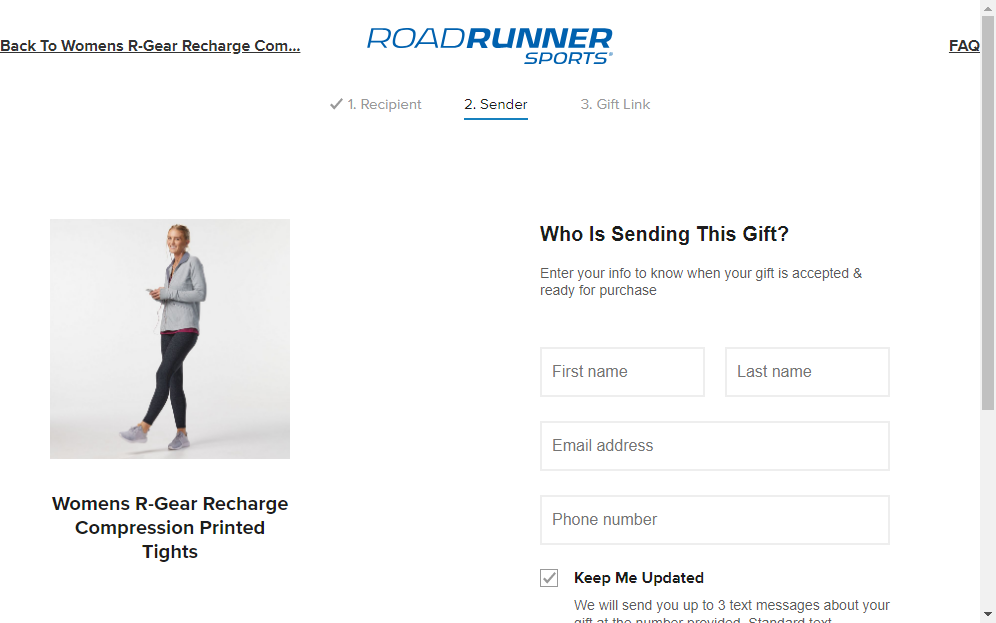 Back To Womens R-Gear Recharge Com...
ROADRUNNER
SPORTS®
FAQ
1. Recipient
2. Sender
3. Gift Link
Who Is Sending This Gift?
Enter your info to know when your gift is accepted &
ready for purchase
First name
Last name
Email address
Phone number
Womens R-Gear Recharge
Compression Printed
Tights
Keep Me Updated
We will send you up to 3 text messages about your
gift at the number provided. Standard text